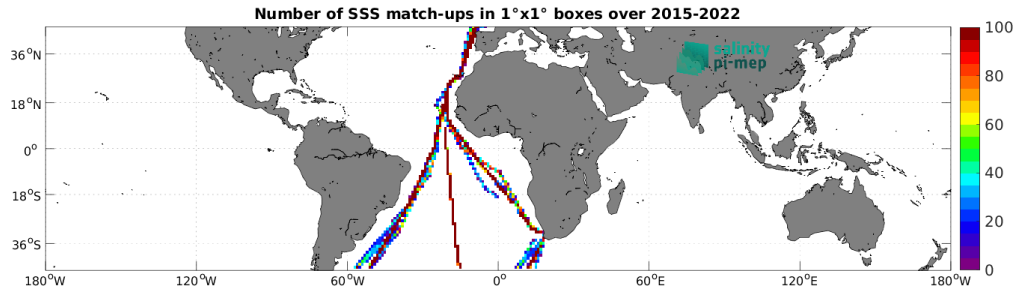 Number of SSS match-ups in 1°x1° boxes over 2015-2022
36°N
18°N
0°
18°S
36°S
180°W
120°W
60°W
0°
60°E
120°E
180°W
100
80
60
40
20
0
salinity
pi-mep